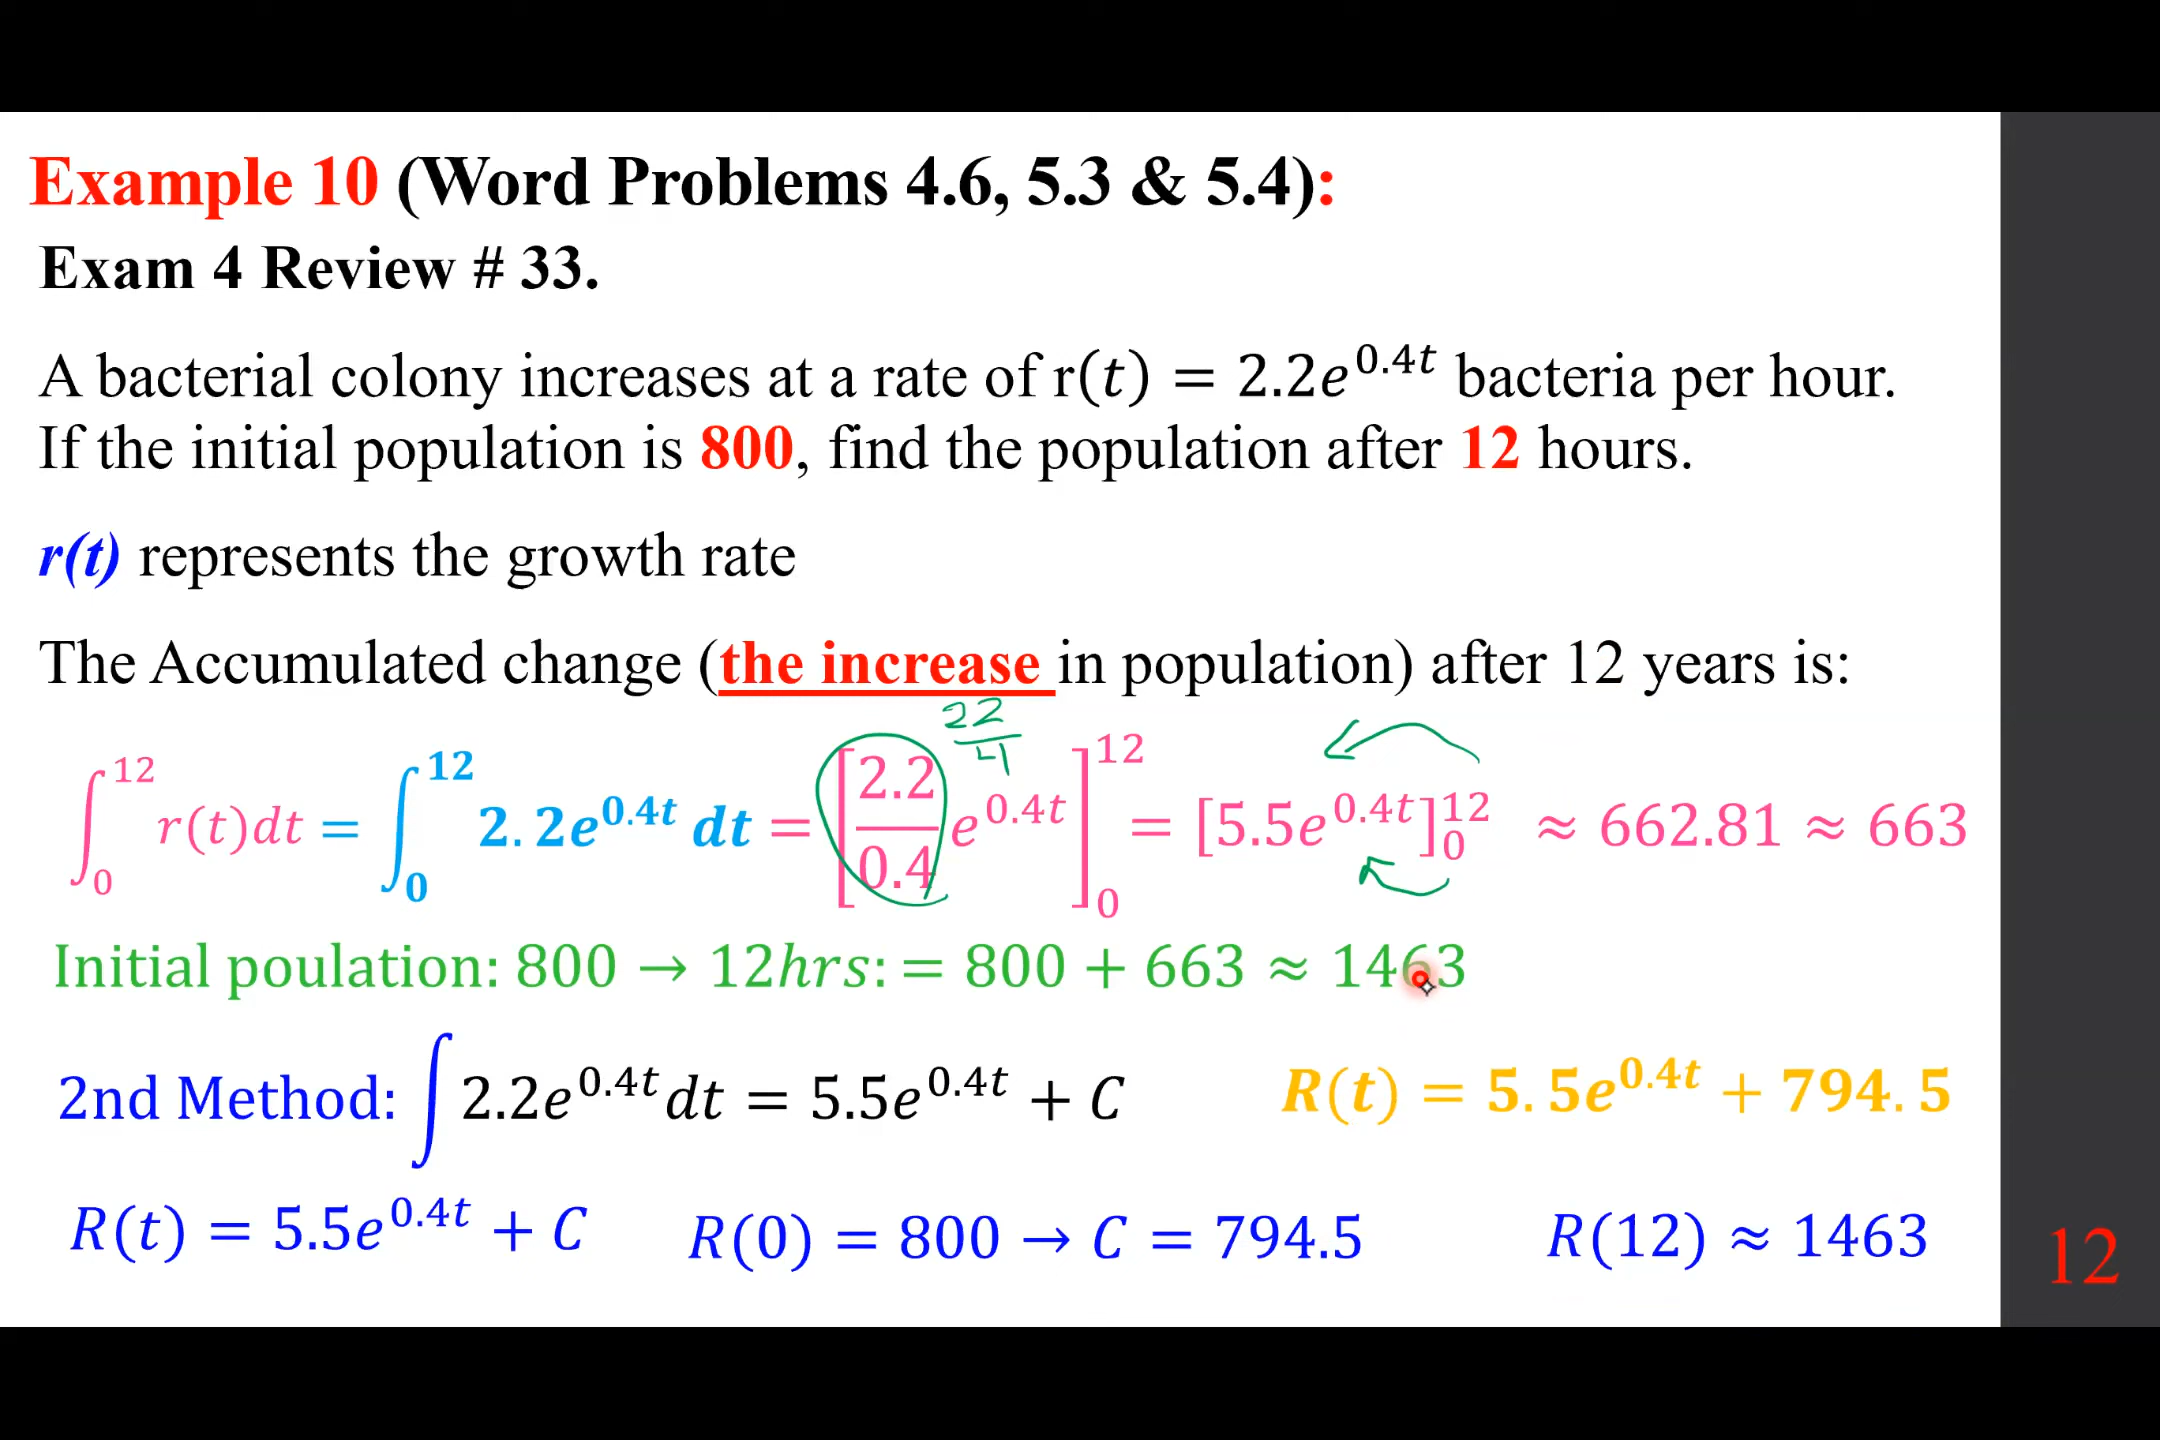 Example 10 (Word Problems 4.6, 5.3 & 5.4):
Exam 4 Review # 33.
A bacterial colony increases at a rate of r(t) = 2.2e^{0.4t} bacteria per hour.
If the initial population is 800, find the population after 12 hours.
r(t) represents the growth rate
The Accumulated change (the increase in population) after 12 years is:
22/4
∫_0^{12} r(t)dt = ∫_0^{12} 2.2e^{0.4t} dt = [2.2/0.4 e^{0.4t}]_0^{12} = [5.5e^{0.4t}]_0^{12} ≈ 662.81 ≈ 663
Initial poulation: 800 → 12hrs: = 800 + 663 ≈ 1463
2nd Method: ∫ 2.2e^{0.4t} dt = 5.5e^{0.4t} + C
R(t) = 5.5e^{0.4t} + 794.5
R(t) = 5.5e^{0.4t} + C
R(0) = 800 → C = 794.5
R(12) ≈ 1463
12